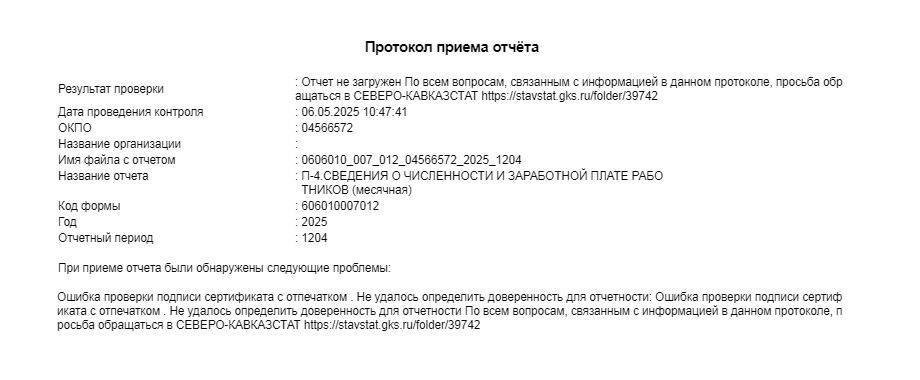 Протокол приема отчёта
Результат проверки : Отчет не загружен По всем вопросам, связанным с информацией в данном протоколе, просьба обр
ащаться в СЕВЕРО-КАВКАЗСТАТ https://stavstat.gks.ru/folder/39742
Дата проведения контроля : 06.05.2025 10:47:41
ОКПО : 04566572
Название организации :
Имя файла с отчетом : 0606010_007_012_04566572_2025_1204
Название отчета : П-4.СВЕДЕНИЯ О ЧИСЛЕННОСТИ И ЗАРАБОТНОЙ ПЛАТЕ РАБО
ТНИКОВ (месячная)
Код формы : 606010007012
Год : 2025
Отчетный период : 1204
При приеме отчета были обнаружены следующие проблемы:
Ошибка проверки подписи сертификата с отпечатком . Не удалось определить доверенность для отчетности: Ошибка проверки подписи сертиф
иката с отпечатком . Не удалось определить доверенность для отчетности По всем вопросам, связанным с информацией в данном протоколе, п
росьба обращаться в СЕВЕРО-КАВКАЗСТАТ https://stavstat.gks.ru/folder/39742